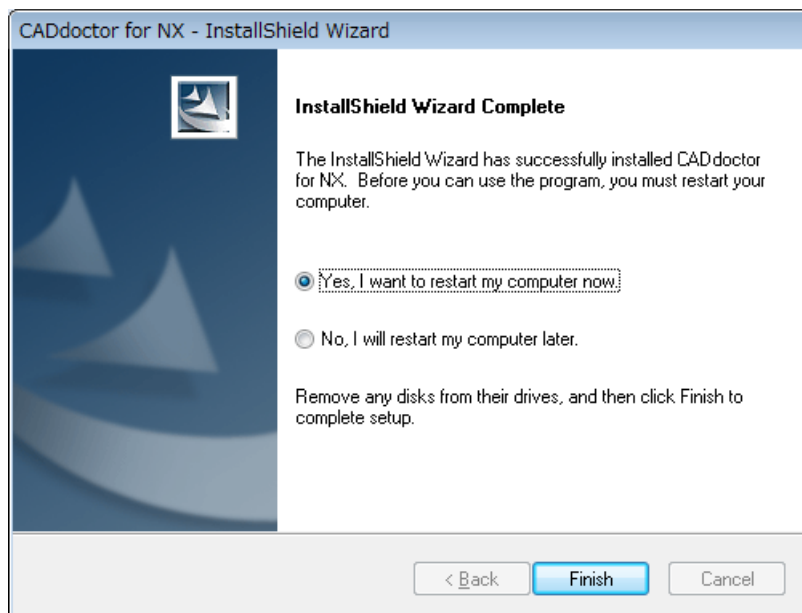 CADdoctor for NX - InstallShield Wizard
InstallShield Wizard Complete
The InstallShield Wizard has successfully installed CADdoctor
for NX. Before you can use the program, you must restart your
computer.
Yes, I want to restart my computer now.
No, I will restart my computer later.
Remove any disks from their drives, and then click Finish to
complete setup.
< Back
Finish
Cancel